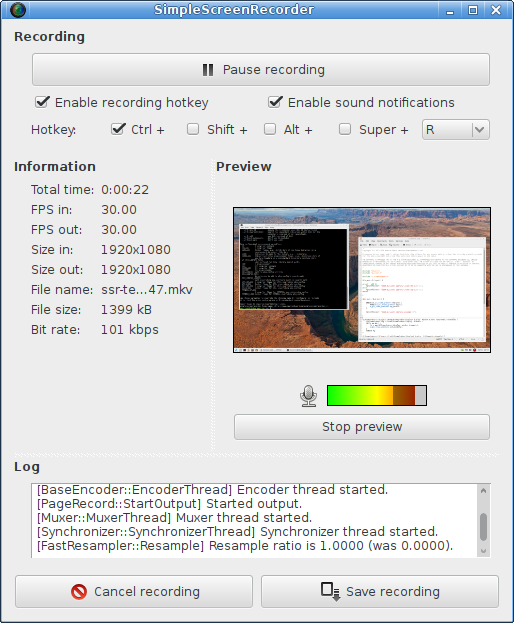 SimpleScreenRecorder
Recording
Pause recording
Enable recording hotkey
Enable sound notifications
Hotkey: Ctrl + Shift + Alt + Super + R
Information
Total time: 0:00:22
FPS in: 30.00
FPS out: 30.00
Size in: 1920x1080
Size out: 1920x1080
File name: ssr-te...47.mkv
File size: 1399 kB
Bit rate: 101 kbps
Preview
Stop preview
Log
[BaseEncoder::EncoderThread] Encoder thread started.
[PageRecord::StartOutput] Started output.
[Muxer::MuxerThread] Muxer thread started.
[Synchronizer::SynchronizerThread] Synchronizer thread started.
[FastResampler::Resample] Resample ratio is 1.0000 (was 0.0000).
Cancel recording
Save recording